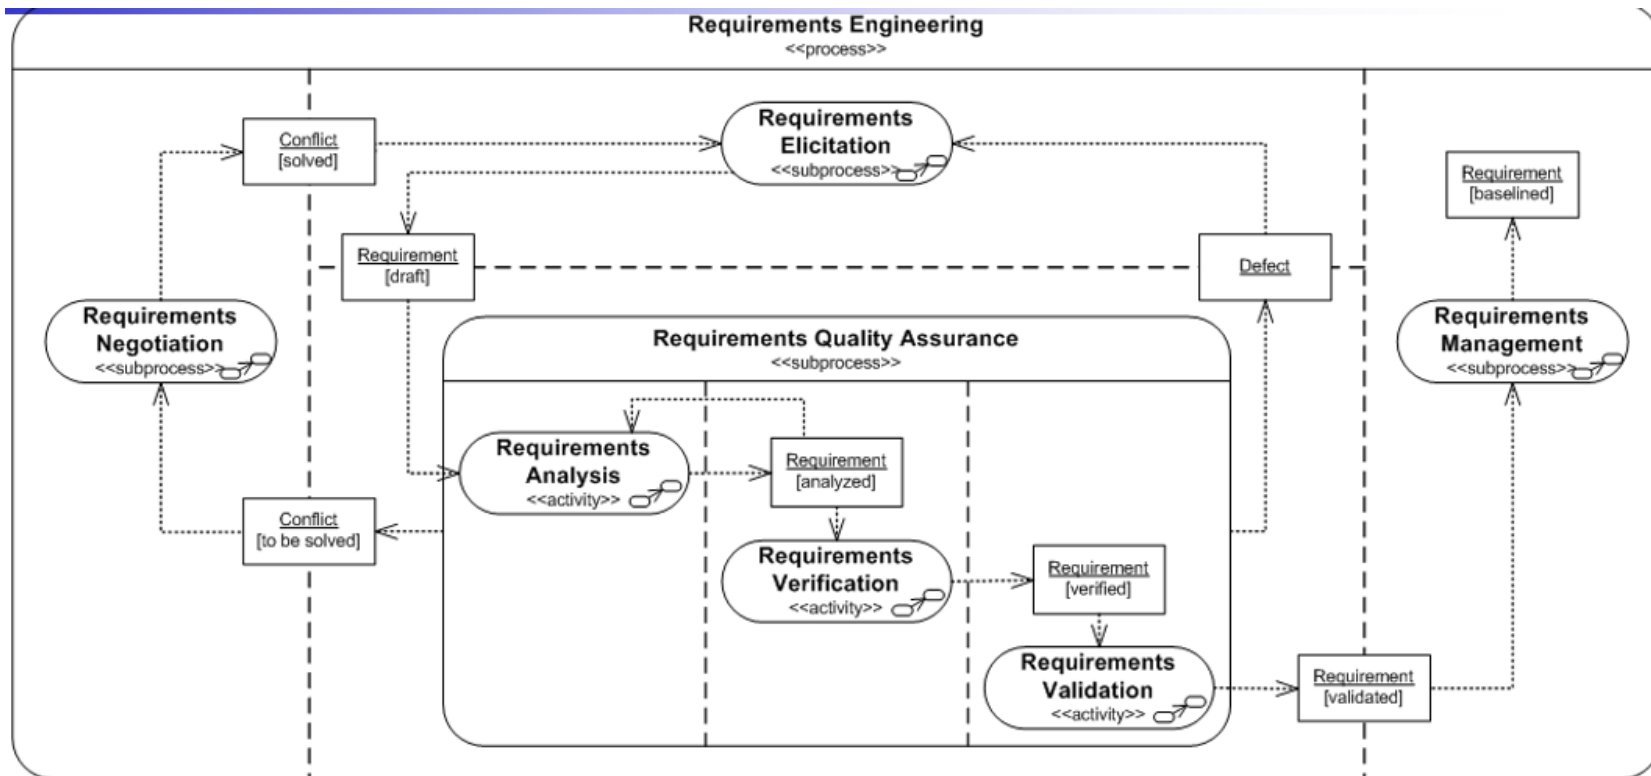 Requirements Engineering
<<process>>
Conflict
[solved]
Requirements
Elicitation
<<subprocess>>
Requirement
[baselined]
Requirement
[draft]
Defect
Requirements
Negotiation
<<subprocess>>
Requirements Quality Assurance
<<subprocess>>
Requirements
Management
<<subprocess>>
Requirements
Analysis
<<activity>>
Requirement
[analyzed]
Conflict
[to be solved]
Requirements
Verification
<<activity>>
Requirement
[verified]
Requirements
Validation
<<activity>>
Requirement
[validated]